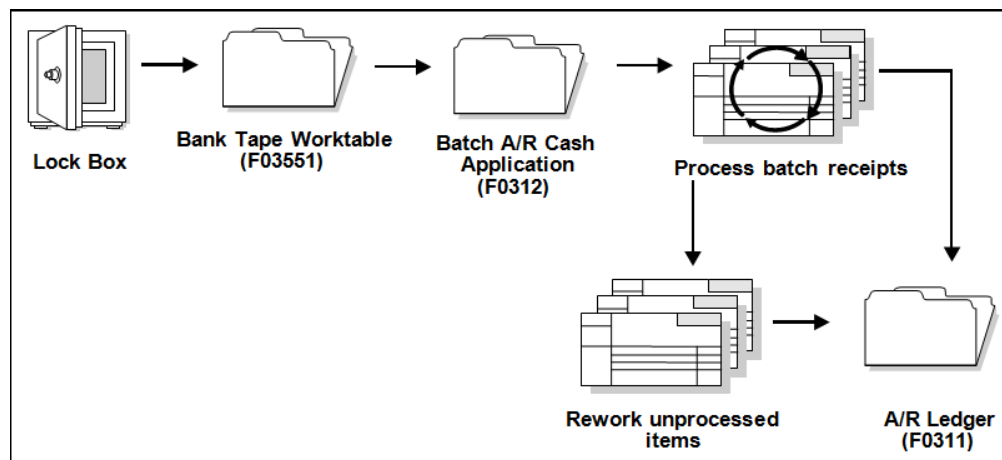 Lock Box
Bank Tape Worktable
(F03551)
Batch A/R Cash
Application
(F0312)
Process batch receipts
Rework unprocessed
items
A/R Ledger
(F0311)